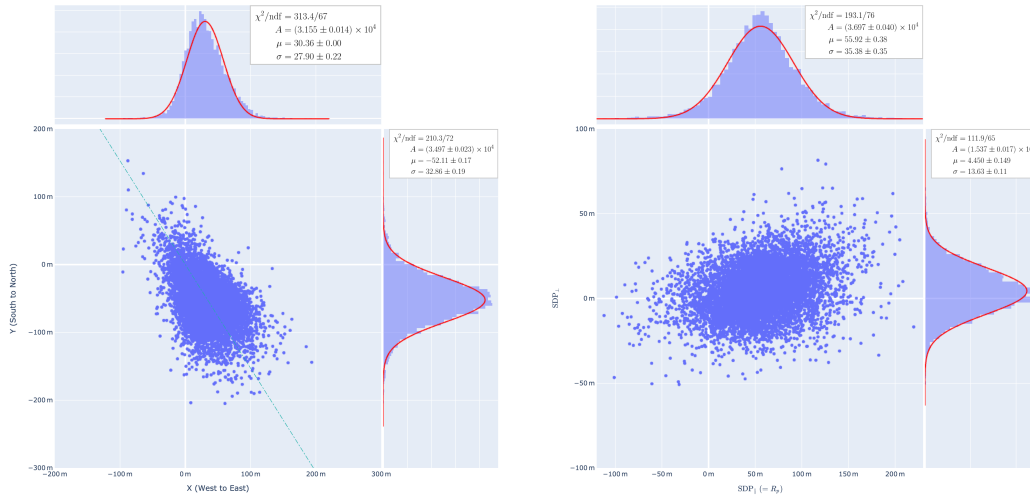 χ²/ndf = 313.4/67
A = (3.155 ± 0.014) × 10⁴
μ = 30.36 ± 0.00
σ = 27.90 ± 0.22
200 m
100 m
0 m
−100 m
−200 m
−300 m
Y (South to North)
−200 m
−100 m
0 m
100 m
200 m
300 m
X (West to East)
χ²/ndf = 210.3/72
A = (3.497 ± 0.023) × 10⁴
μ = −52.11 ± 0.17
σ = 32.86 ± 0.19
χ²/ndf = 193.1/76
A = (3.697 ± 0.040) × 10⁴
μ = 55.92 ± 0.38
σ = 35.38 ± 0.35
100 m
50 m
0 m
−50 m
−100 m
SDP⊥
−100 m
−50 m
0 m
50 m
100 m
150 m
200 m
(= Rₚ)
χ²/ndf = 111.9/65
A = (1.537 ± 0.017) × 10
μ = 4.450 ± 0.149
σ = 13.63 ± 0.11